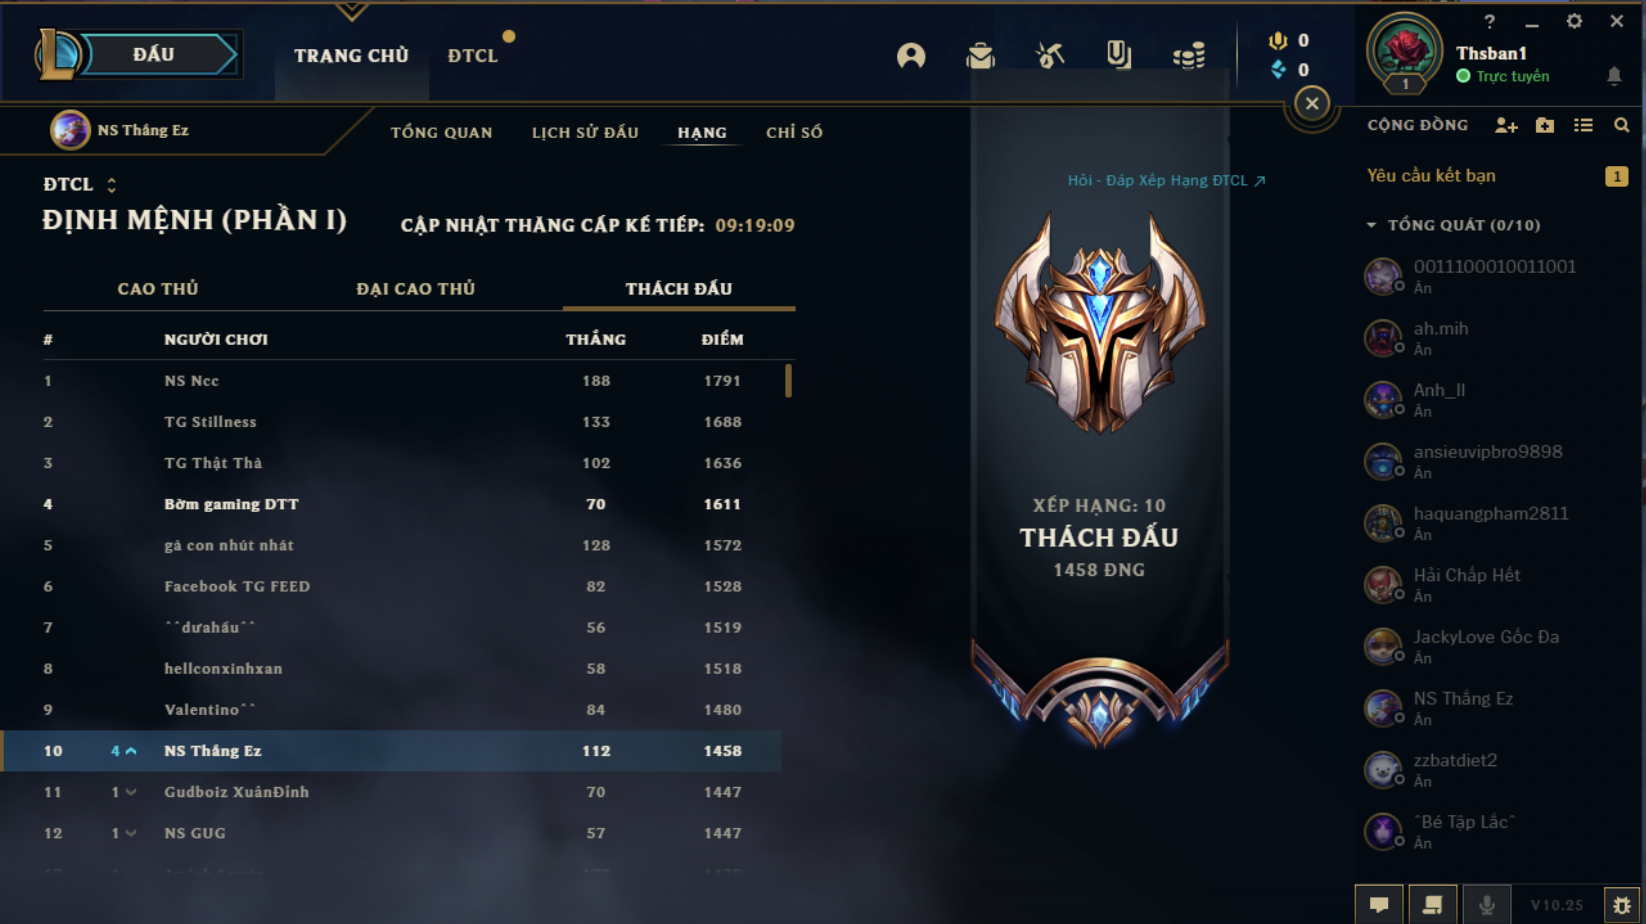 ĐẤU
TRANG CHỦ
ĐTCL
0
0
?
Thsban1
Trực tuyến
1
NS Thắng Ez
TỔNG QUAN
LỊCH SỬ ĐẤU
HẠNG
CHỈ SỐ
ĐTCL
ĐỊNH MỆNH (PHẦN I)
CẬP NHẬT THĂNG CẤP KẾ TIẾP: 09:19:09
CAO THỦ
ĐẠI CAO THỦ
THÁCH ĐẤU
# NGƯỜI CHƠI THẮNG ĐIỂM
1 NS Ncc 188 1791
2 TG Stillness 133 1688
3 TG Thật Thà 102 1636
4 Bờm gaming DTT 70 1611
5 gà con nhút nhát 128 1572
6 Facebook TG FEED 82 1528
7 ^^dưahấu^^ 56 1519
8 hellconxinhxan 58 1518
9 Valentino^^ 84 1480
10 4 NS Thắng Ez 112 1458
11 1 Gudboiz XuânĐỉnh 70 1447
12 1 NS GUG 57 1447
Hỏi - Đáp Xếp Hạng ĐTCL
XẾP HẠNG: 10
THÁCH ĐẤU
1458 ĐNG
CỘNG ĐỒNG
Yêu cầu kết bạn 1
TỔNG QUÁT (0/10)
0011100010011001
Ẩn
ah.mih
Ẩn
Anh_II
Ẩn
ansieuvipbro9898
Ẩn
haquangpham2811
Ẩn
Hải Chấp Hết
Ẩn
JackyLove Gốc Đa
Ẩn
NS Thắng Ez
Ẩn
zzbatdiet2
Ẩn
^Bé Tập Lắc^
Ẩn
V10.25